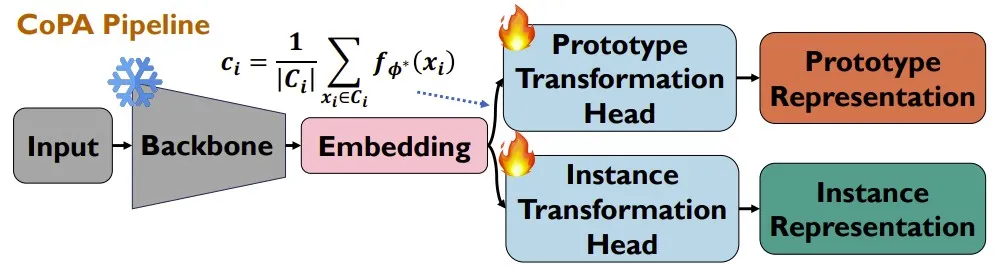 CoPA Pipeline
c_i = \frac{1}{|C_i|} \sum_{x_i \in C_i} f_{\phi^*}(x_i)
Input
Backbone
Embedding
Prototype
Transformation
Head
Prototype
Representation
Instance
Transformation
Head
Instance
Representation